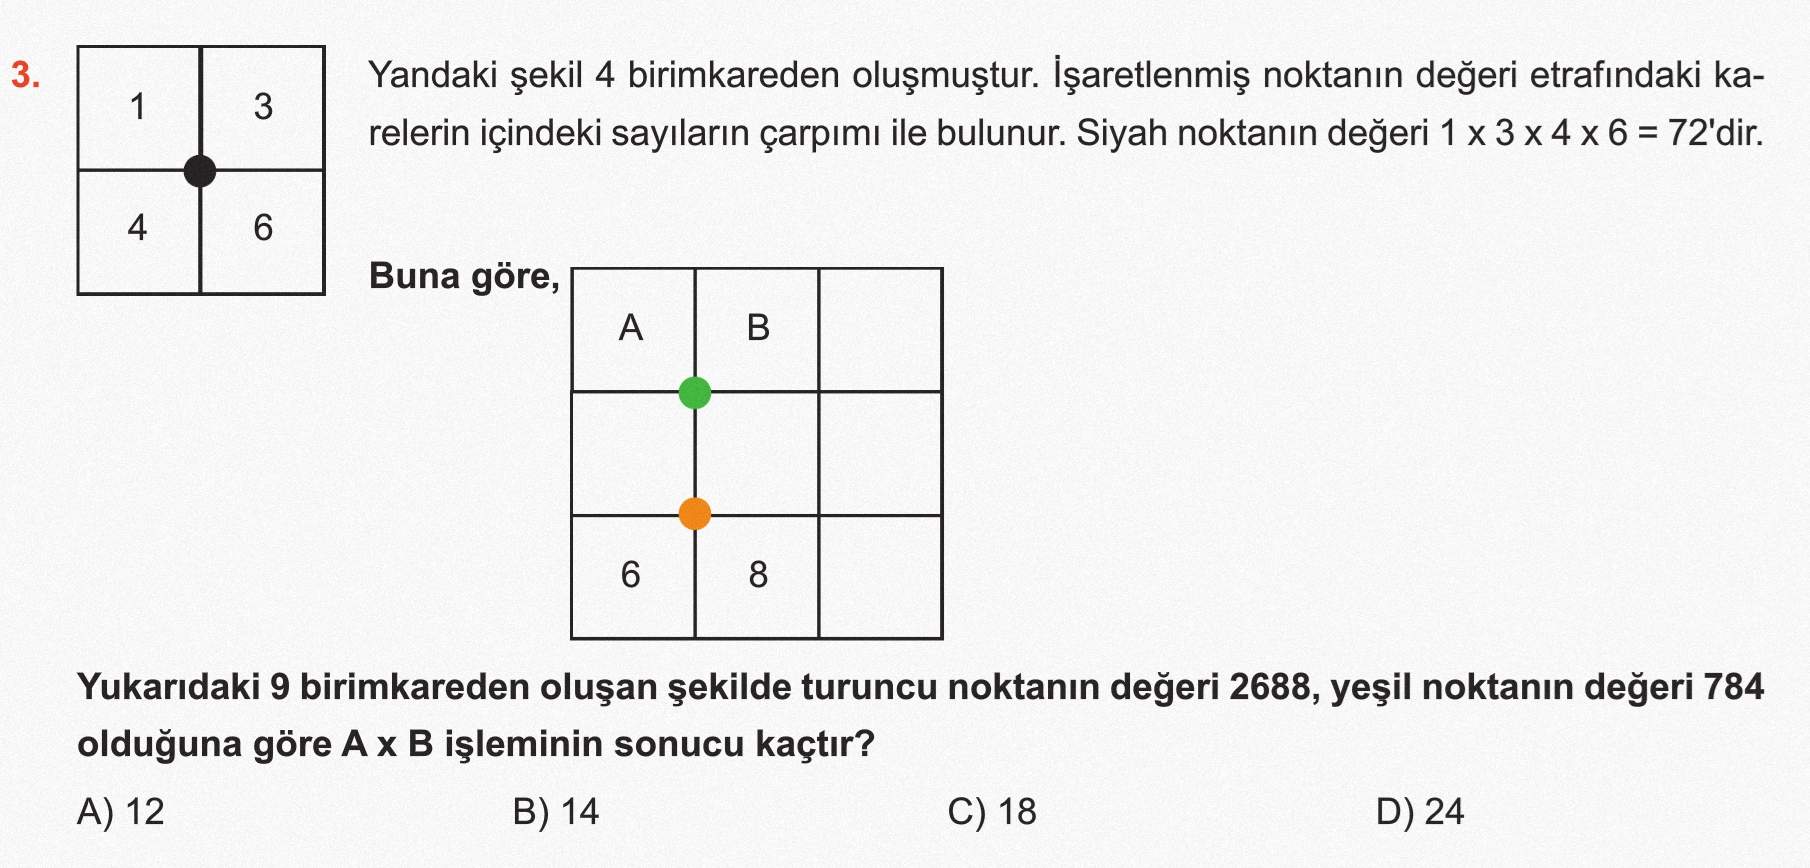 3.
1 3
4 6
Yandaki şekil 4 birimkareden oluşmuştur. İşaretlenmiş noktanın değeri etrafındaki ka-
relerin içindeki sayıların çarpımı ile bulunur. Siyah noktanın değeri 1 x 3 x 4 x 6 = 72'dir.
Buna göre,
A B
6 8
Yukarıdaki 9 birimkareden oluşan şekilde turuncu noktanın değeri 2688, yeşil noktanın değeri 784
olduğuna göre A x B işleminin sonucu kaçtır?
A) 12 B) 14 C) 18 D) 24